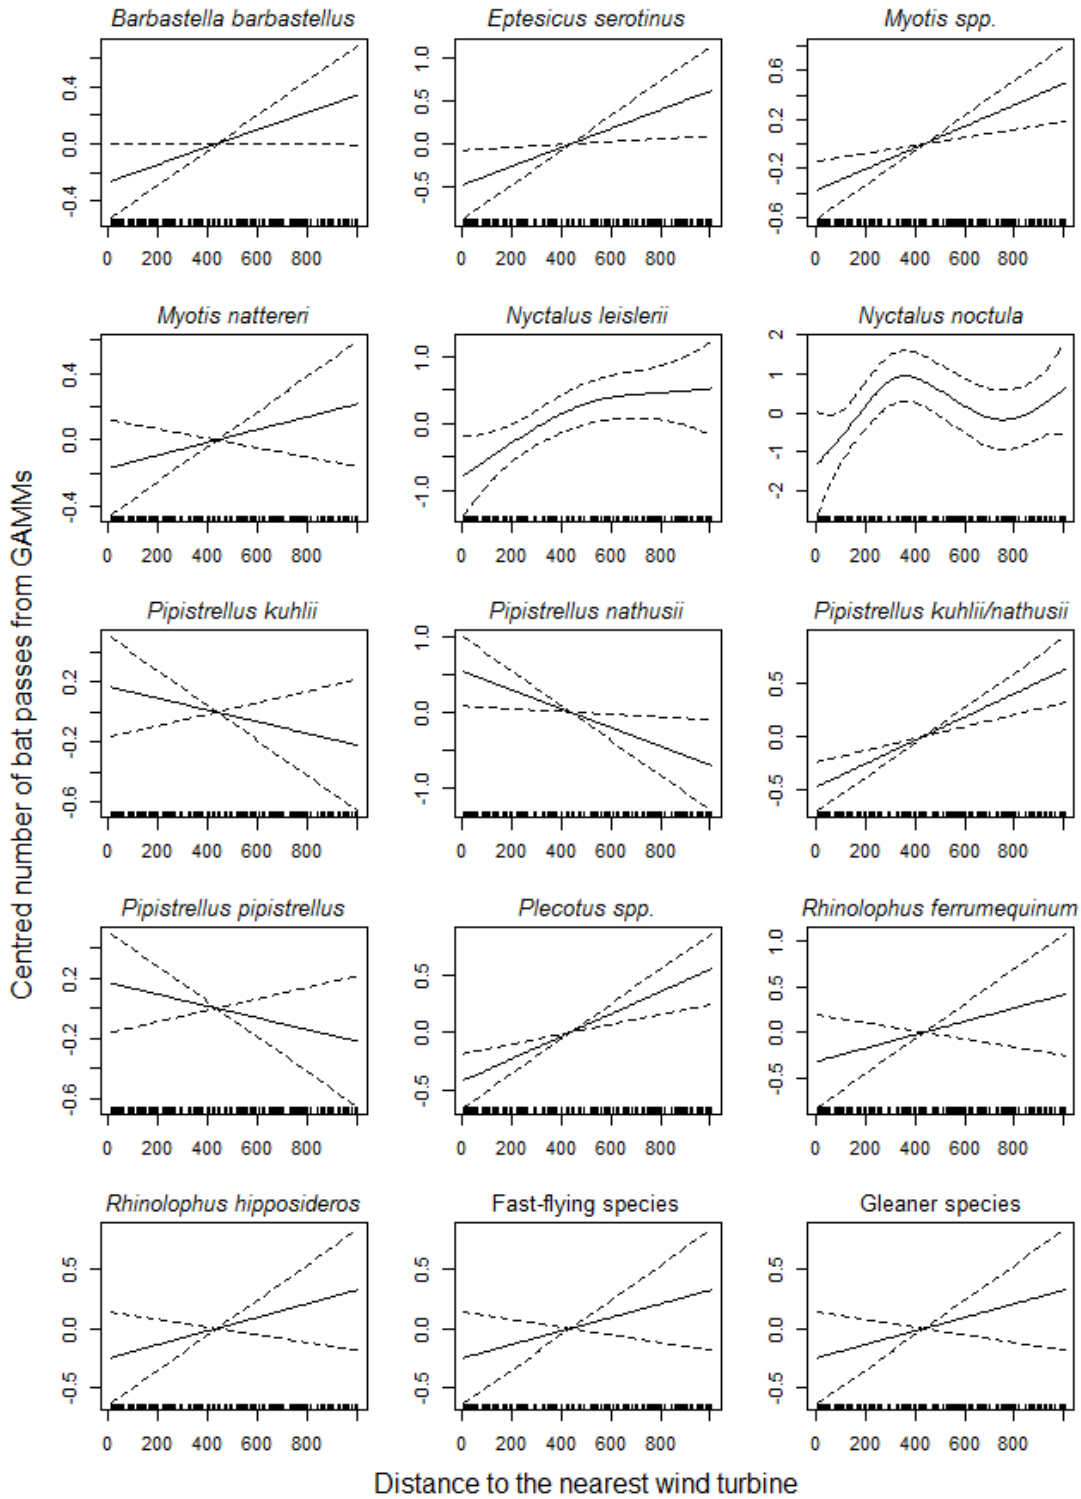 Barbastella barbastellus
Eptesicus serotinus
Myotis spp.
-0.4 0.0 0.4
-0.5 0.0 0.5 1.0
-0.6 -0.2 0.2 0.6
0 200 400 600 800
0 200 400 600 800
0 200 400 600 800
Myotis nattereri
Nyctalus leislerii
Nyctalus noctula
-0.4 0.0 0.4
-1.0 0.0 1.0
-2 -1 0 1 2
0 200 400 600 800
0 200 400 600 800
0 200 400 600 800
Centred number of bat passes from GAMMs
Pipistrellus kuhlii
Pipistrellus nathusii
Pipistrellus kuhlii/nathusii
-0.6 -0.2 0.2
-1.0 0.0 1.0
-0.5 0.0 0.5
0 200 400 600 800
0 200 400 600 800
0 200 400 600 800
Pipistrellus pipistrellus
Plecotus spp.
Rhinolophus ferrumequinum
-0.6 -0.2 0.2
-0.5 0.0 0.5
-0.5 0.0 0.5 1.0
0 200 400 600 800
0 200 400 600 800
0 200 400 600 800
Rhinolophus hipposideros
Fast-flying species
Gleaner species
-0.5 0.0 0.5
-0.5 0.0 0.5
-0.5 0.0 0.5
0 200 400 600 800
0 200 400 600 800
0 200 400 600 800
Distance to the nearest wind turbine